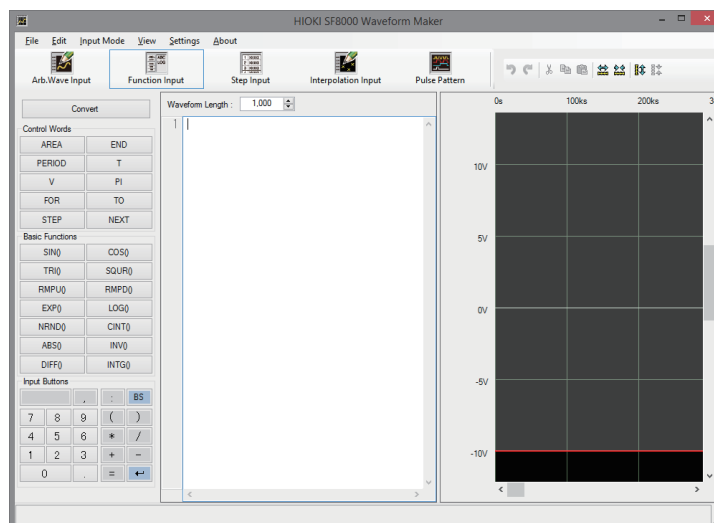 HIOKI SF8000 Waveform Maker
File Edit Input Mode View Settings About
Arb.Wave Input Function Input Step Input Interpolation Input Pulse Pattern
Convert
Waveform Length : 1,000
Control Words
AREA END
PERIOD T
V PI
FOR TO
STEP NEXT
Basic Functions
SIN() COS()
TRI() SQUR()
RMPU() RMPD()
EXP() LOG()
NRND() CINT()
ABS() INV()
DIFF() INTG()
Input Buttons
, : BS
7 8 9 ( )
4 5 6 * /
1 2 3 + -
0 . = ↵
1
0s 100ks 200ks 3
10V
5V
0V
-5V
-10V